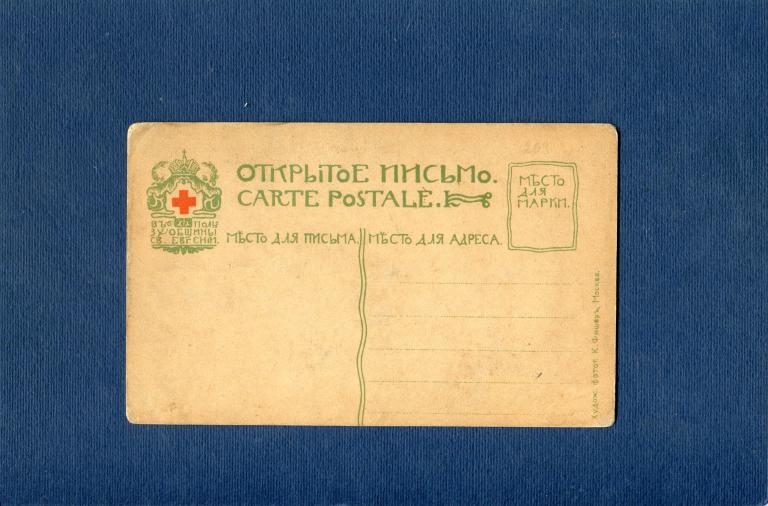 ОТКРЫТОЕ ПИСЬМО.
CARTE POSTALÈ.
МѢСТО
ДЛЯ
МАРКИ.
ВЪ ПОЛЬ
ЗУ ОБЩИНЫ
СВ. ЕВГЕНІИ.
МѢСТО ДЛЯ ПИСЬМА.
МѢСТО ДЛЯ АДРЕСА.
Худож. Фотот. К. Фишеръ, Москва.